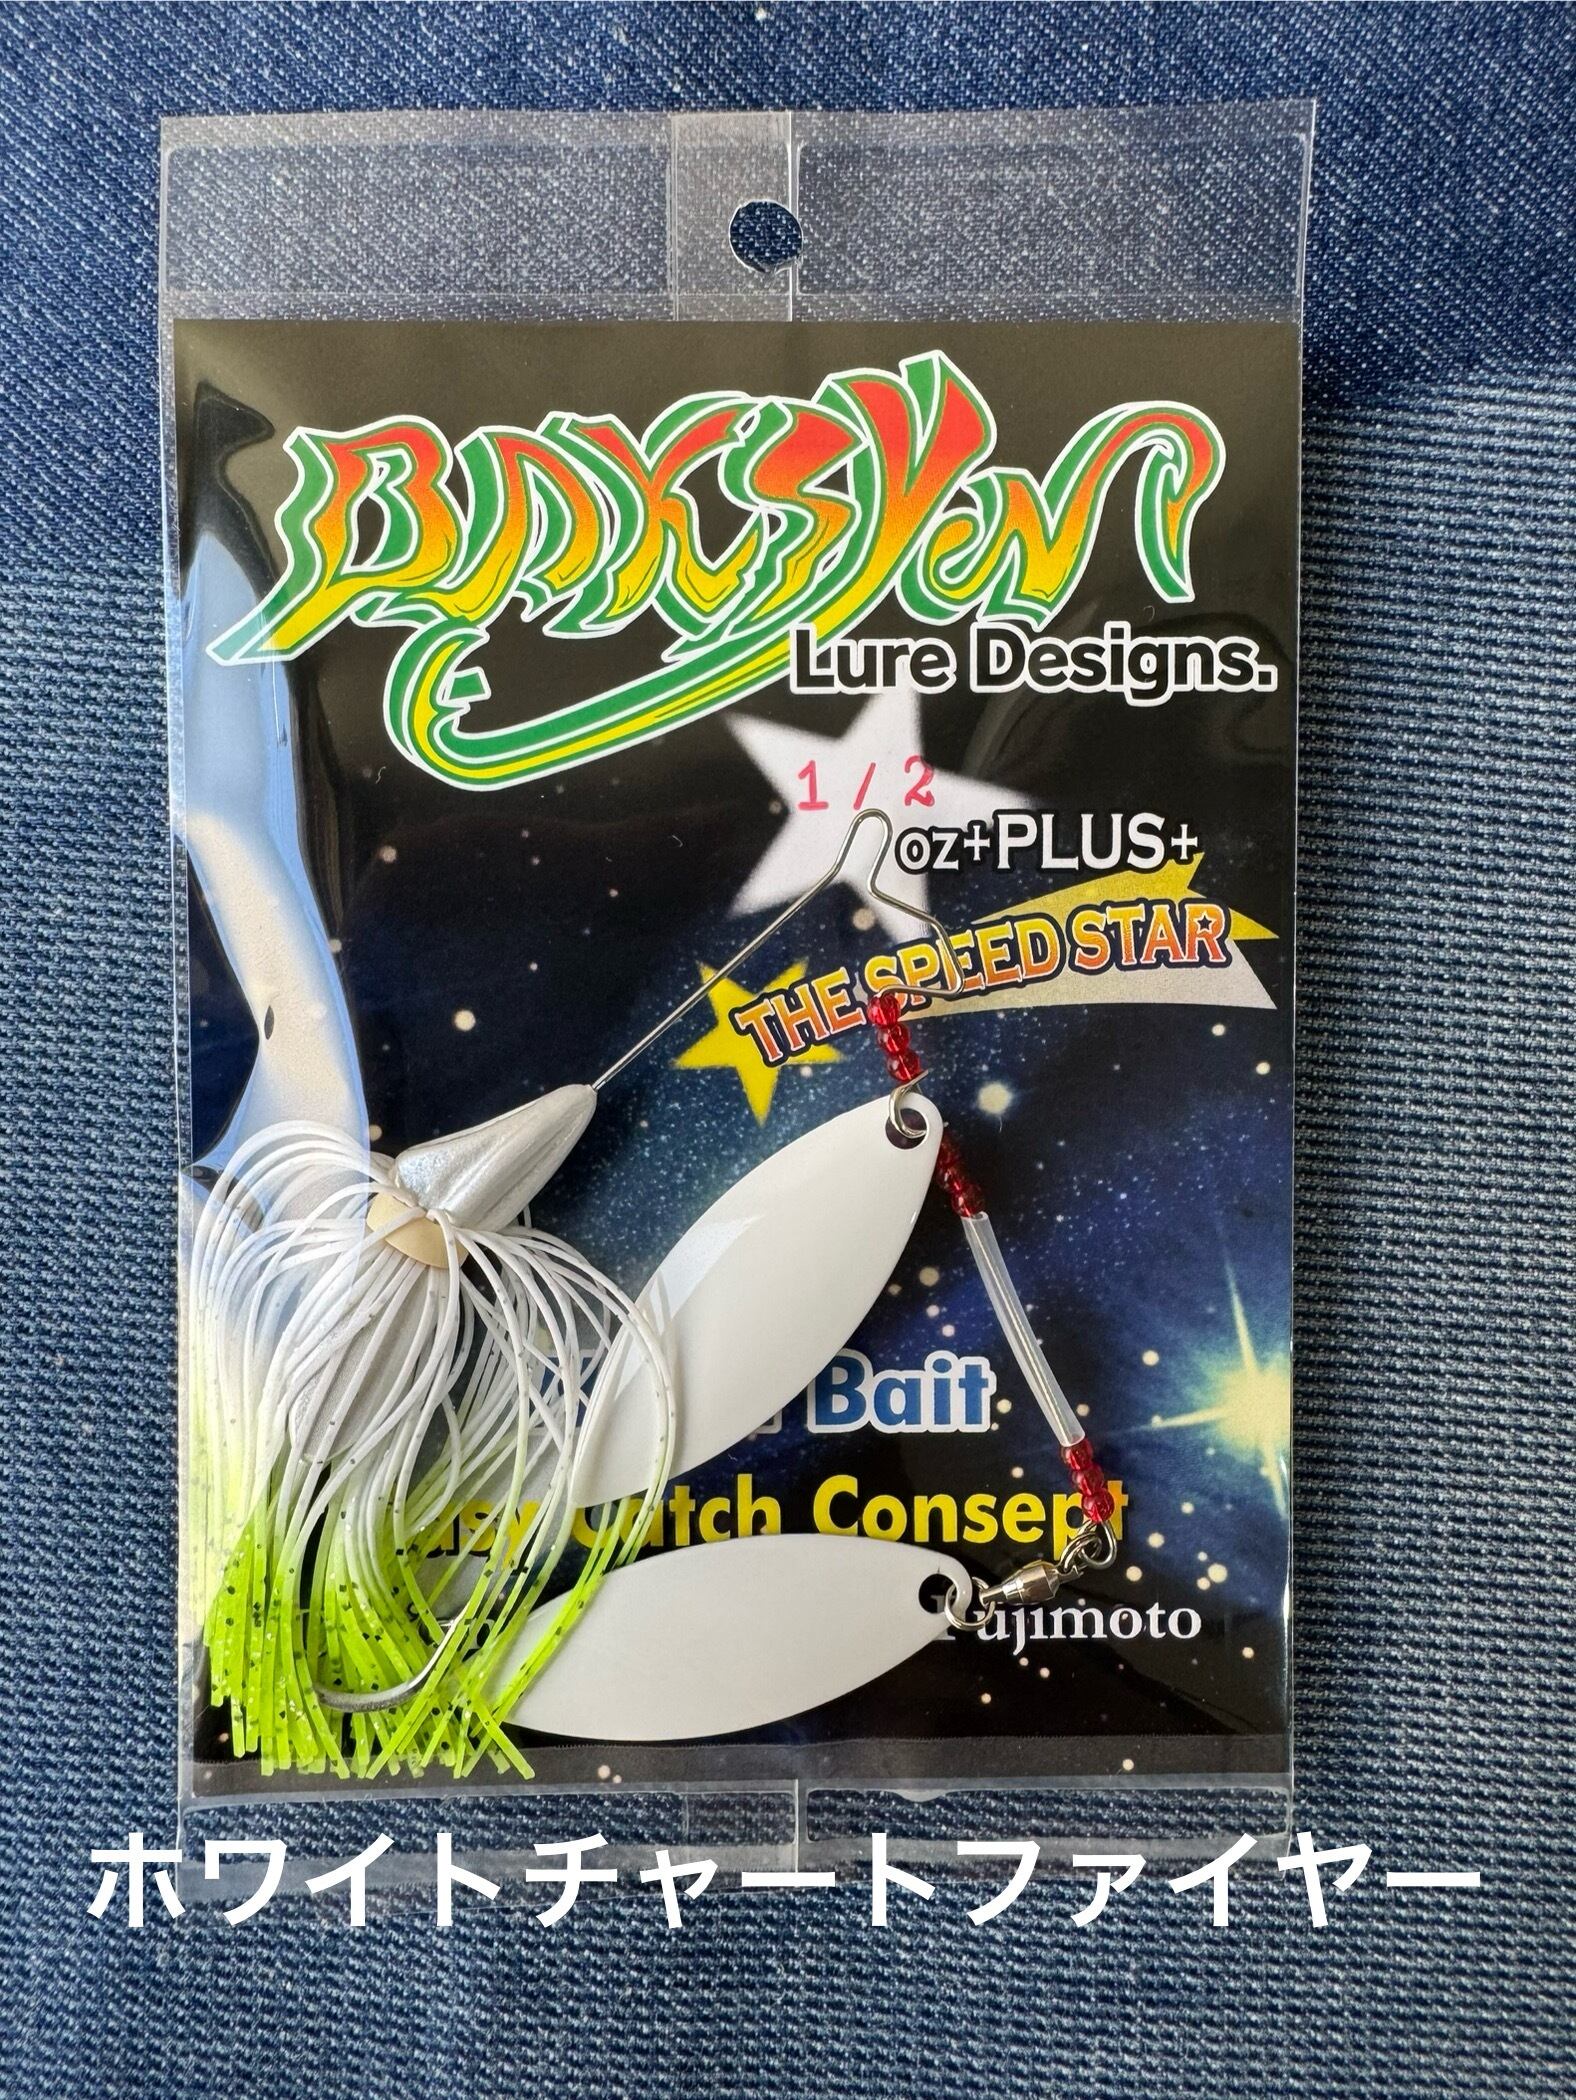 BAKSYEN
Lure Designs.
1/2
oz+PLUS+
THE SPEED STAR
Bait
Catch Consept
Fujimoto
ホワイトチャートファイヤー